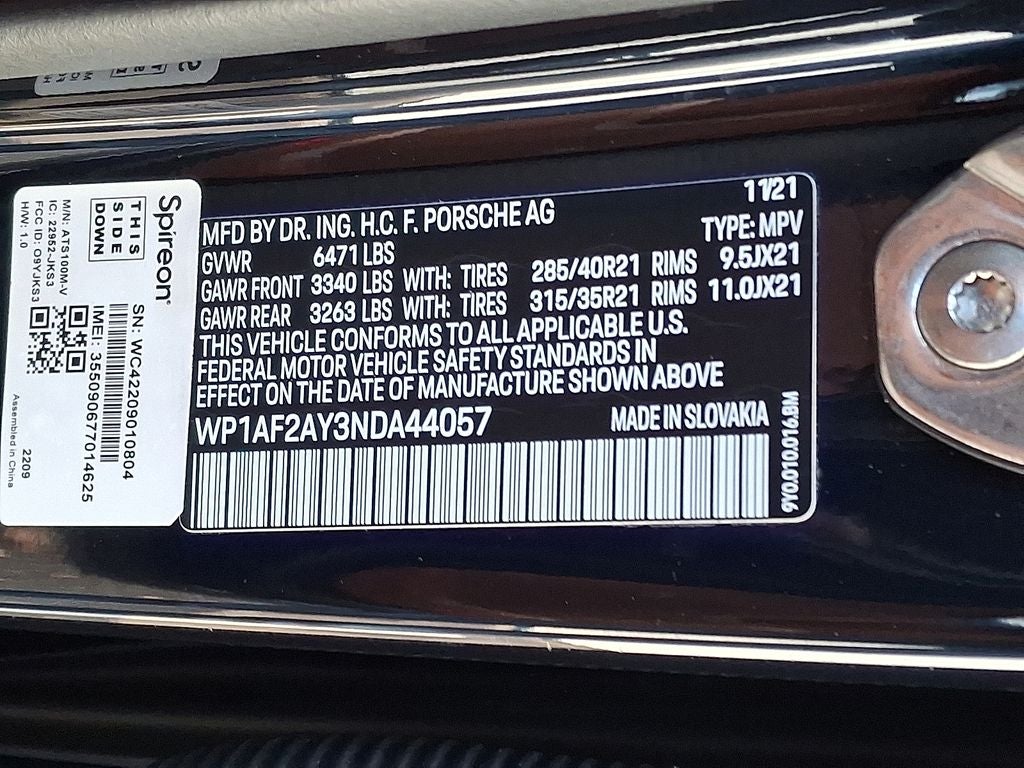 Spireon®
THIS
SIDE
DOWN
M/N: ATS100M-V
IC: 22952-JKS3
FCC ID: O9YJKS3
H/W: 1.0
SN: WC42209010804
IMEI: 355090677014625
2209
Assembled in China
11/21
MFD BY DR. ING. H.C. F. PORSCHE AG
TYPE: MPV
GVWR 6471 LBS
GAWR FRONT 3340 LBS WITH: TIRES 285/40R21 RIMS 9.5JX21
GAWR REAR 3263 LBS WITH: TIRES 315/35R21 RIMS 11.0JX21
THIS VEHICLE CONFORMS TO ALL APPLICABLE U.S.
FEDERAL MOTOR VEHICLE SAFETY STANDARDS IN
EFFECT ON THE DATE OF MANUFACTURE SHOWN ABOVE
WP1AF2AY3NDA44057 MADE IN SLOVAKIA
9Y0.010.016.BM